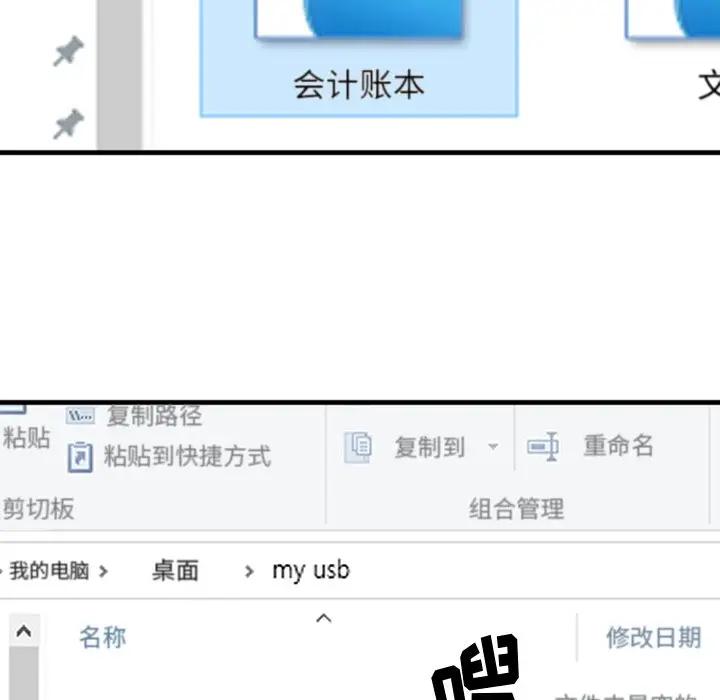 会计账本
文
复制路径
粘贴
粘贴到快捷方式
复制到
重命名
剪切板
组合管理
我的电脑 > 桌面 > my usb
名称
修改日期